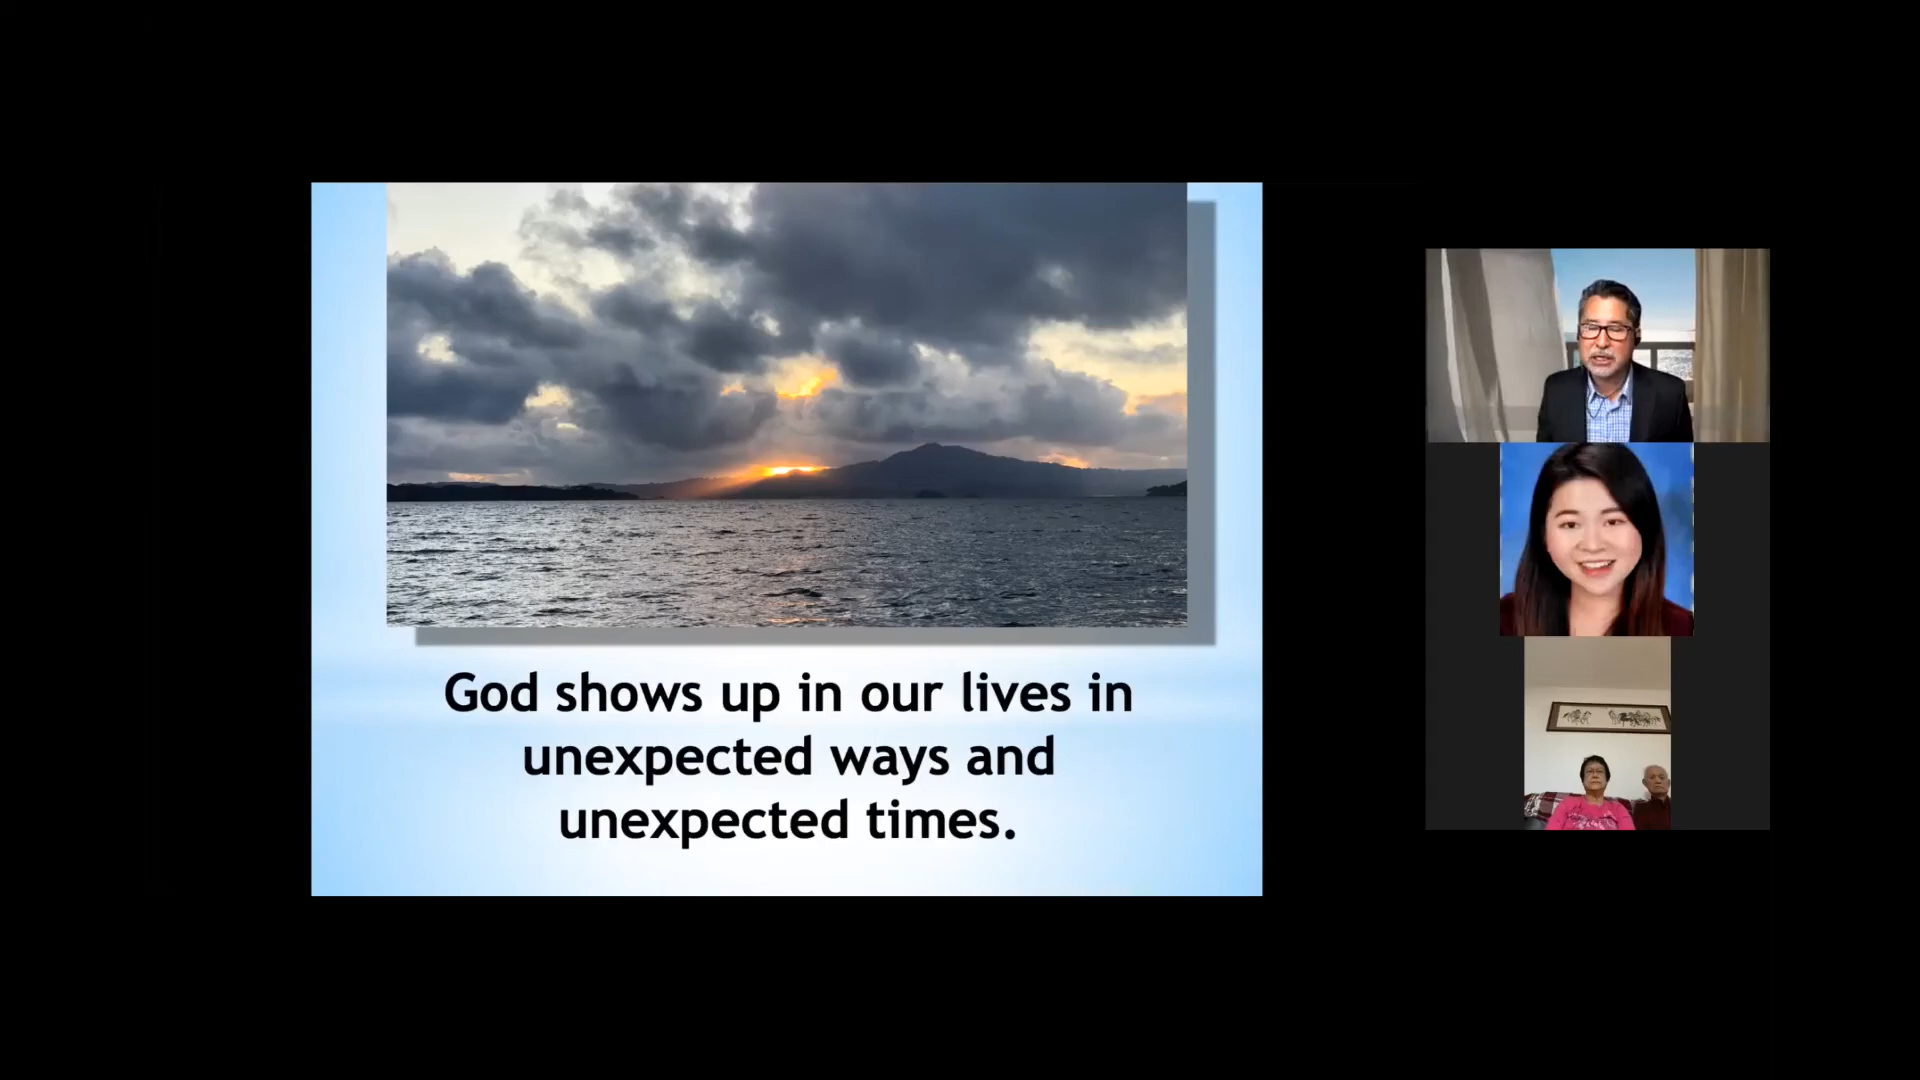 God shows up in our lives in
unexpected ways and
unexpected times.